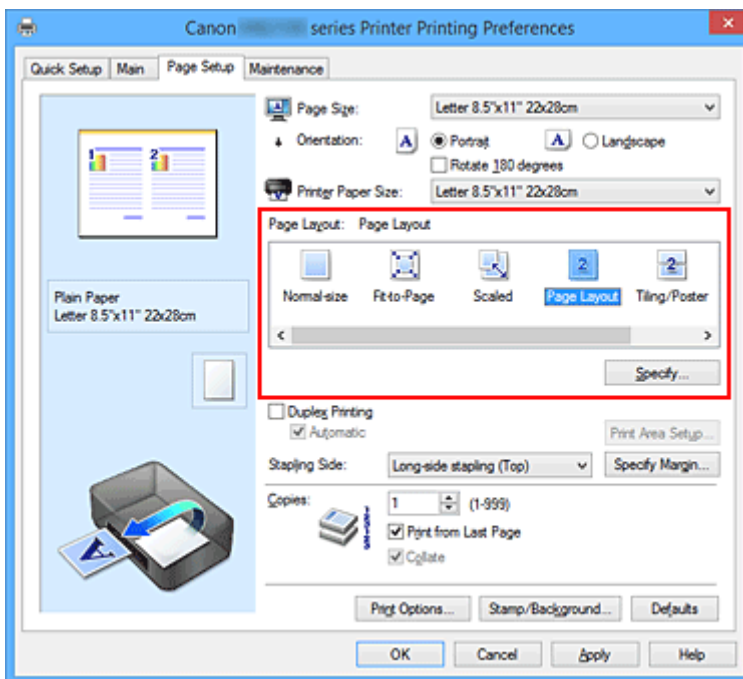 Canon series Printer Printing Preferences
Quick Setup Main Page Setup Maintenance
1 2
Plain Paper
Letter 8.5"x11" 22x28cm
Page Size: Letter 8.5"x11" 22x28cm
Orientation: A Portrait A Landscape
Rotate 180 degrees
Printer Paper Size: Letter 8.5"x11" 22x28cm
Page Layout: Page Layout
2 2
Normal-size Fit-to-Page Scaled Page Layout Tiling/Poster
Specify...
Duplex Printing
Automatic Print Area Setup...
Stapling Side: Long-side stapling (Top) Specify Margin...
Copies: 1 (1-999)
Print from Last Page
Collate
A
Print Options... Stamp/Background... Defaults
OK Cancel Apply Help